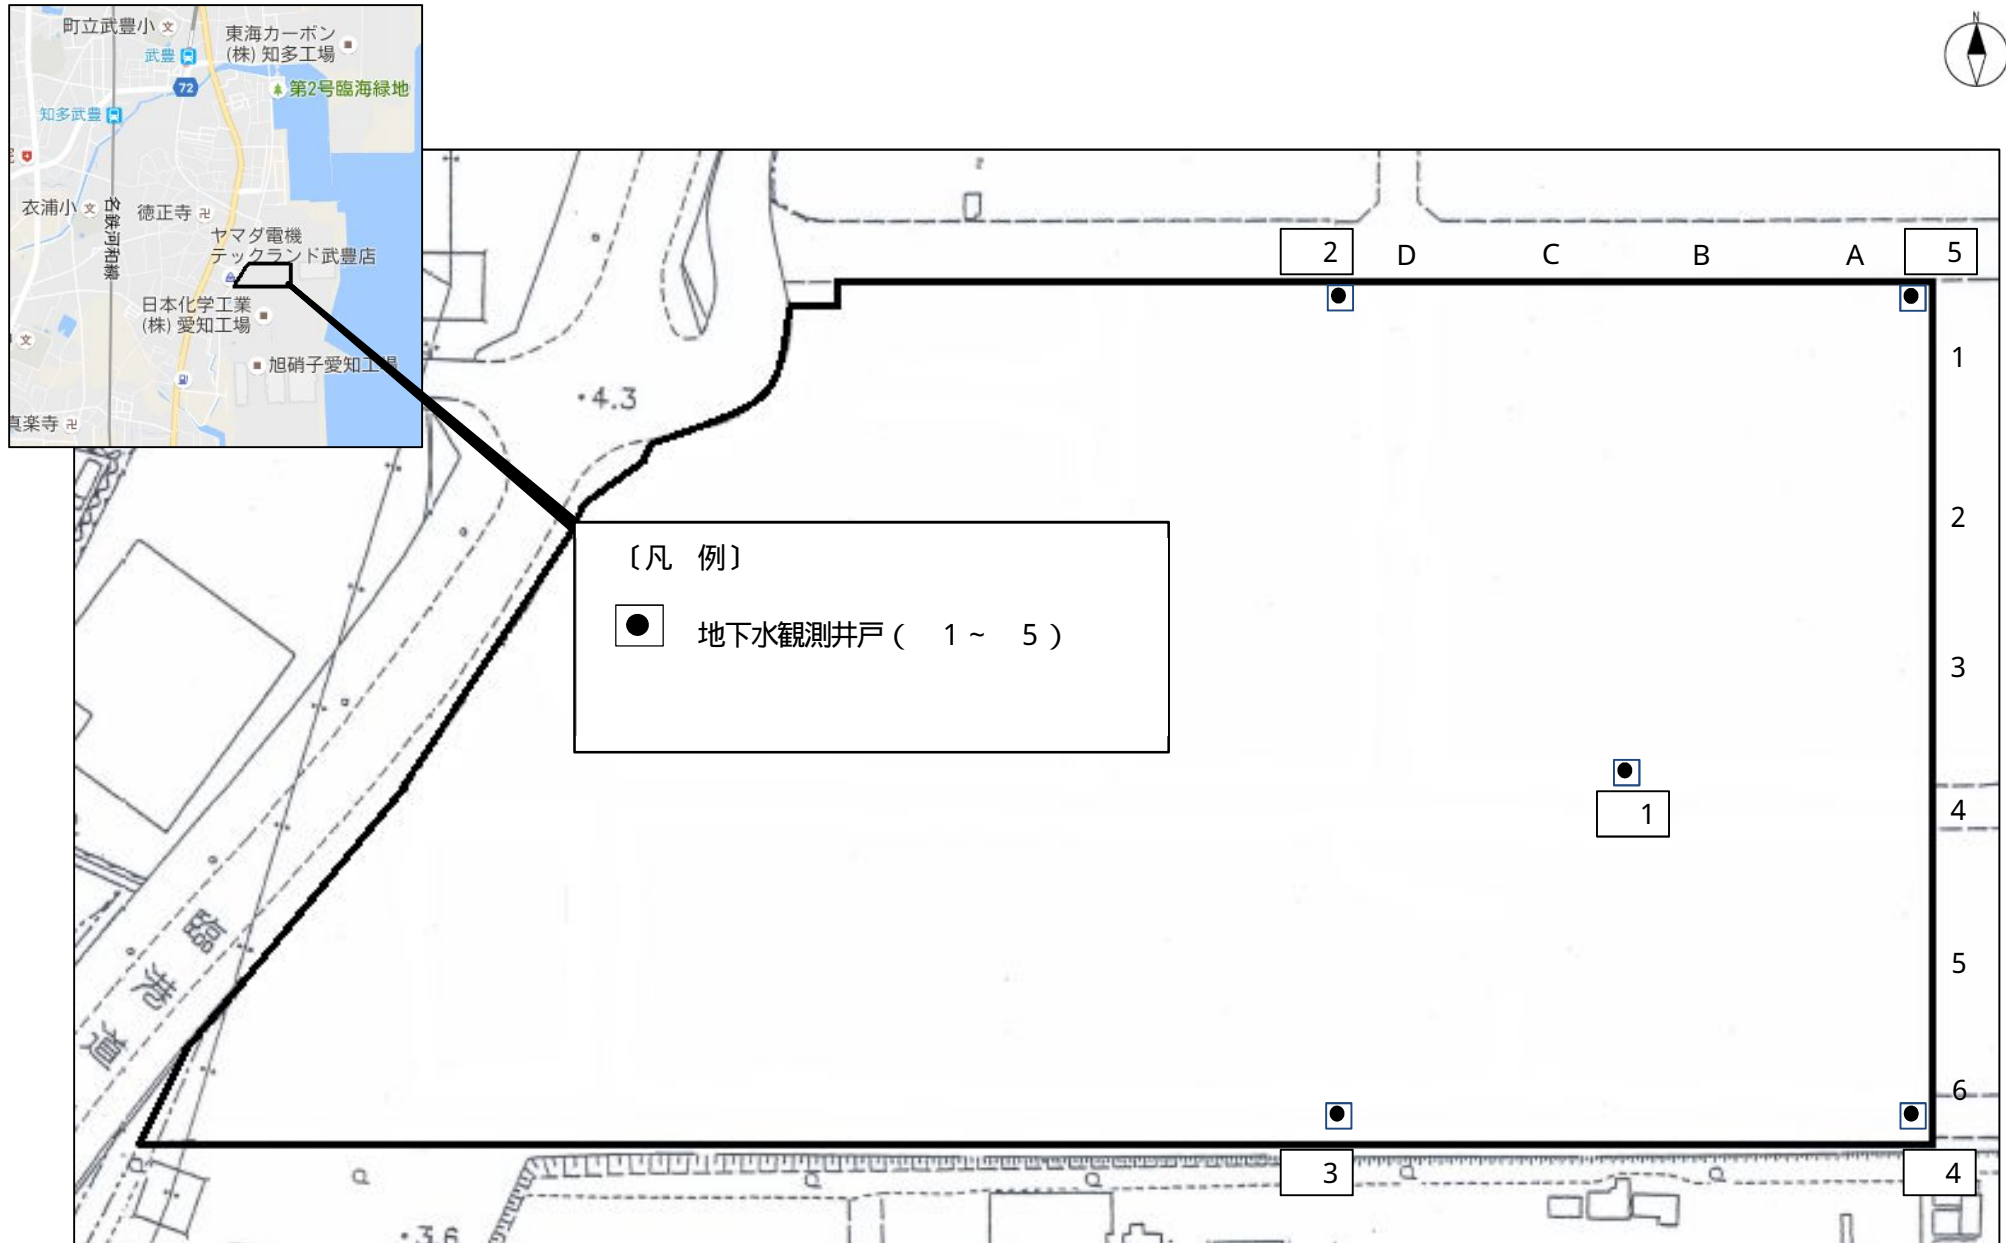 町立武豊小
東海カーボン
(株) 知多工場
武豊
72
第2号臨海緑地
知多武豊
衣浦小
名鉄河和線
徳正寺
ヤマダ電機
テックランド武豊店
日本化学工業
(株) 愛知工場
旭硝子愛知工場
真楽寺
N
2
D
C
B
A
5
1
4.3
2
〔凡 例〕
地下水観測井戸( 1 ~ 5 )
3
1
4
5
6
3
4
3.6